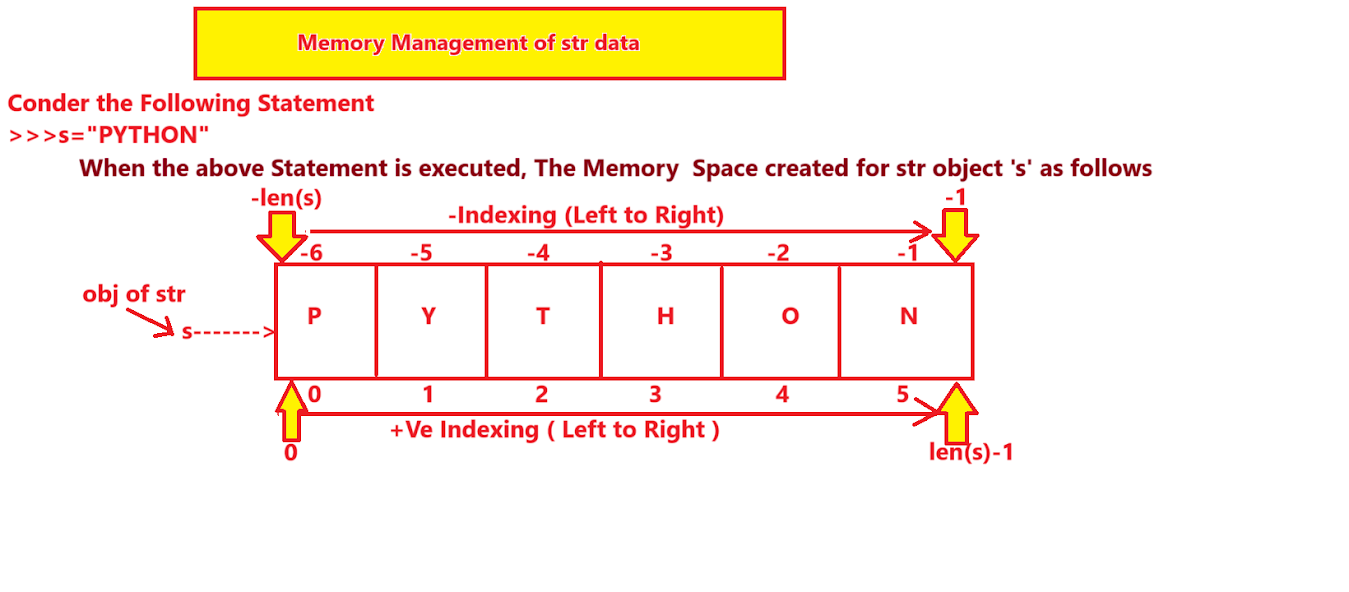 Memory Management of str data
Conder the Following Statement
>>>s="PYTHON"
When the above Statement is executed, The Memory Space created for str object 's' as follows
-len(s) -1
-Indexing (Left to Right)
-6 -5 -4 -3 -2 -1
obj of str
s------->
P Y T H O N
0 1 2 3 4 5
+Ve Indexing ( Left to Right )
0 len(s)-1